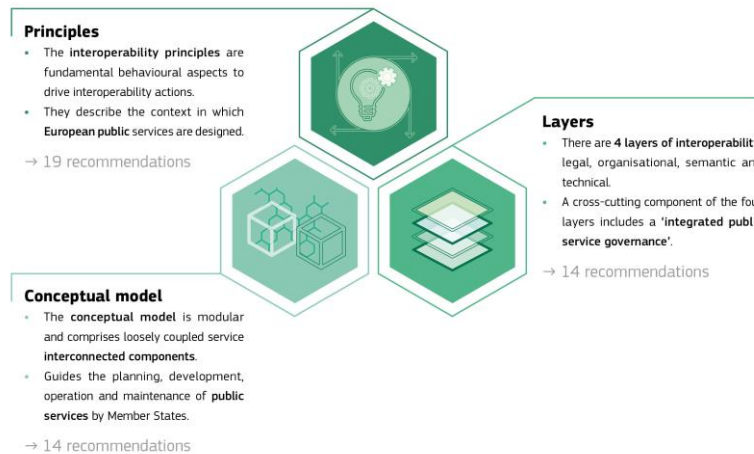 Principles
• The interoperability principles are
fundamental behavioural aspects to
drive interoperability actions.
• They describe the context in which
European public services are designed.
→ 19 recommendations
Layers
• There are 4 layers of
legal, organisational, semantic
technical.
• A cross-cutting component of the
layers includes a ‘integrated
service governance’.
→ 14 recommendations
Conceptual model
• The conceptual model is modular
and comprises loosely coupled service
interconnected components.
• Guides the planning, development,
operation and maintenance of public
services by Member States.
→ 14 recommendations